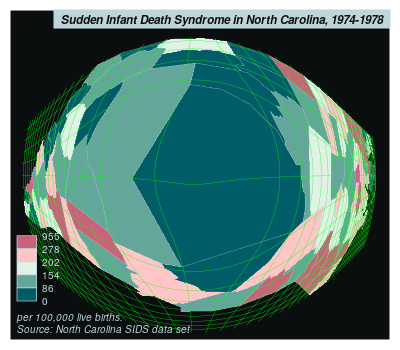 Sudden Infant Death Syndrome in North Carolina, 1974-1978
955
278
202
154
86
0
per 100,000 live births.
Source: North Carolina SIDS data set